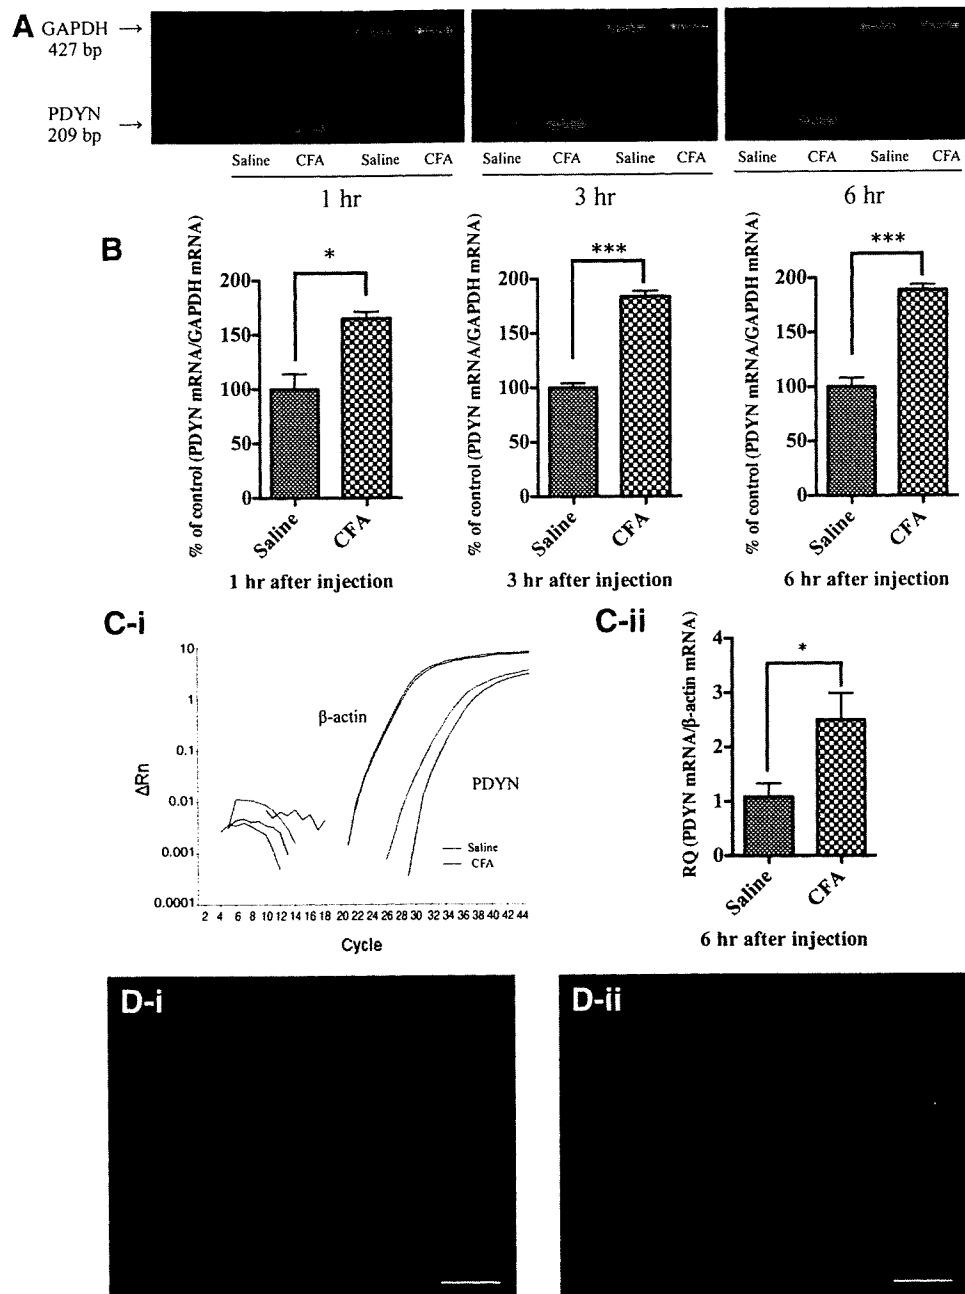 A
GAPDH →
427 bp
PDYN
209 bp →
Saline CFA Saline CFA Saline CFA Saline CFA Saline CFA Saline CFA
1 hr 3 hr 6 hr
B
% of control (PDYN mRNA/GAPDH mRNA)
200
150
100
50
0
*
Saline CFA
1 hr after injection
% of control (PDYN mRNA/GAPDH mRNA)
200
150
100
50
0
***
Saline CFA
3 hr after injection
% of control (PDYN mRNA/GAPDH mRNA)
200
150
100
50
0
***
Saline CFA
6 hr after injection
C-i
ΔRn
10
1
0.1
0.01
0.001
0.0001
β-actin
PDYN
Saline
CFA
2 4 6 8 10 12 14 16 18 20 22 24 26 28 30 32 34 36 38 40 42 44
Cycle
C-ii
RQ (PDYN mRNA/β-actin mRNA)
4
3
2
1
0
*
Saline CFA
6 hr after injection
D-i
D-ii